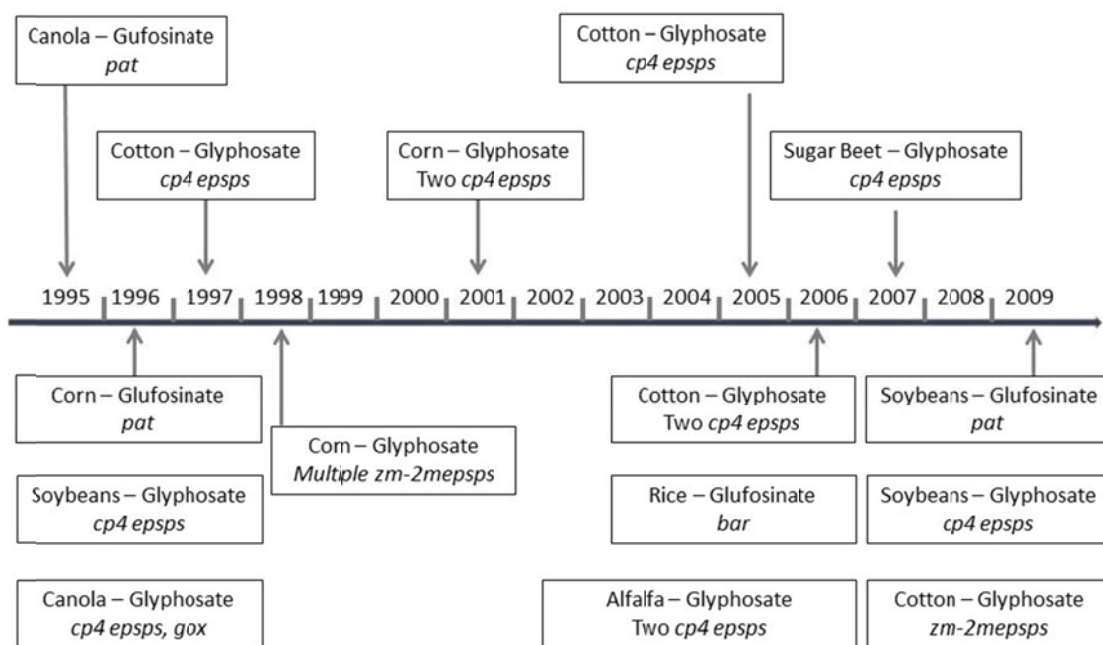 Canola – Gufosinate
pat
Cotton – Glyphosate
cp4 epsps
Cotton – Glyphosate
cp4 epsps
Corn – Glyphosate
Two cp4 epsps
Sugar Beet – Glyphosate
cp4 epsps
1995 1996 1997 1998 1999 2000 2001 2002 2003 2004 2005 2006 2007 2008 2009
Corn – Glufosinate
pat
Soybeans – Glyphosate
cp4 epsps
Canola – Glyphosate
cp4 epsps, gox
Corn – Glyphosate
Multiple zm-2mepsps
Cotton – Glyphosate
Two cp4 epsps
Rice – Glufosinate
bar
Alfalfa – Glyphosate
Two cp4 epsps
Soybeans – Glufosinate
pat
Soybeans – Glyphosate
cp4 epsps
Cotton – Glyphosate
zm-2mepsps